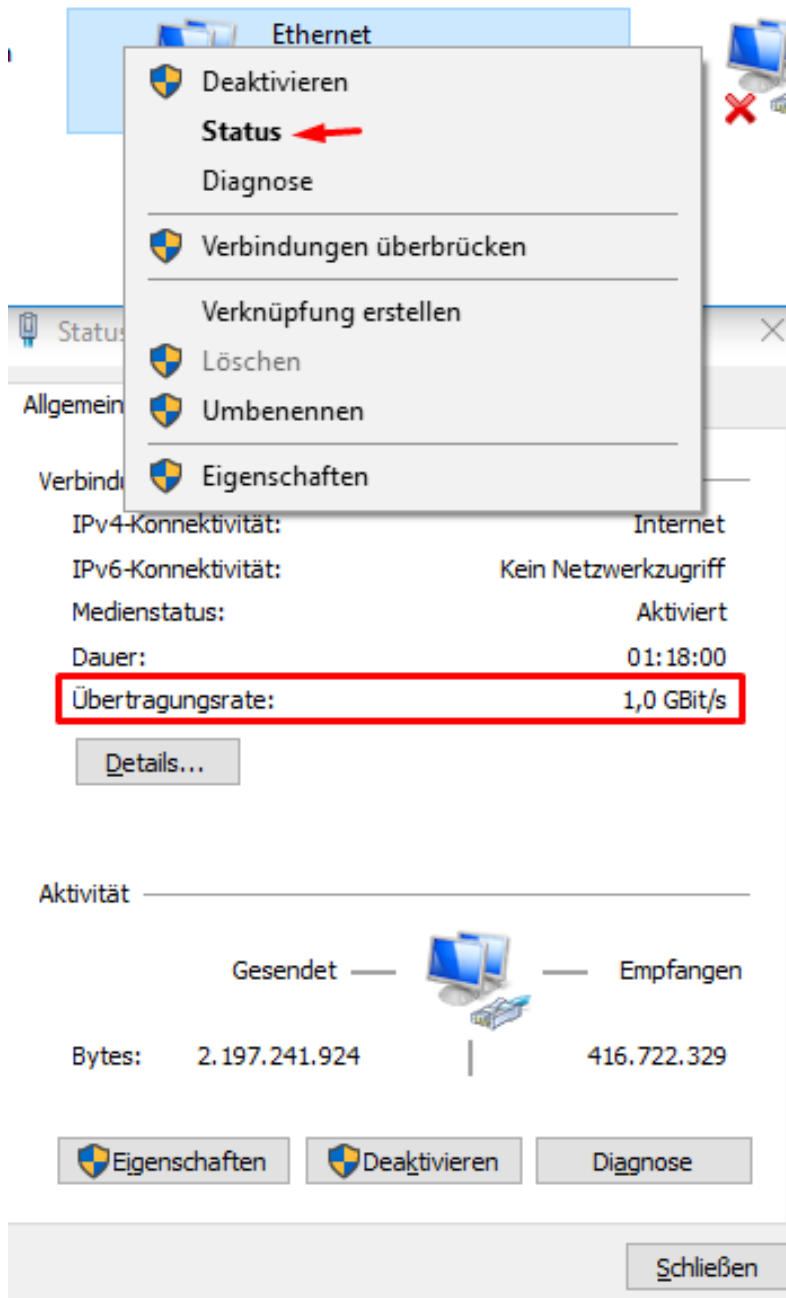 Ethernet
Deaktivieren
Status
Diagnose
Verbindungen überbrücken
Verknüpfung erstellen
Löschen
Umbenennen
Eigenschaften
Status
Allgemein
IPv4-Konnektivität: Internet
IPv6-Konnektivität: Kein Netzwerkzugriff
Medienstatus: Aktiviert
Dauer: 01:18:00
Übertragungsrate: 1,0 GBit/s
Details...
Aktivität
Gesendet Empfangen
Bytes: 2.197.241.924 416.722.329
Eigenschaften Deaktivieren Diagnose
Schließen